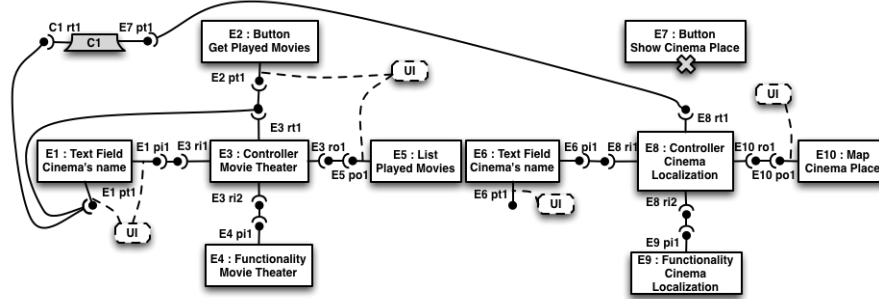 C1 rt1
E7 pt1
C1
E2 : Button
Get Played Movies
E2 pt1
UI
E3 rt1
E7 : Button
Show Cinema Place
UI
E8 rt1
E1 : Text Field
Cinema's name
E1 pi1
E3 ri1
E3 : Controller
Movie Theater
E3 ro1
E5 po1
E5 : List
Played Movies
E6 : Text Field
Cinema's name
E6 pi1
E8 ri1
E8 : Controller
Cinema
Localization
E10 ro1
E10 po1
E10 : Map
Cinema Place
E1 pt1
UI
E3 ri2
E4 pi1
E4 : Functionality
Movie Theater
E6 pt1
UI
E8 ri2
E9 pi1
E9 : Functionality
Cinema
Localization